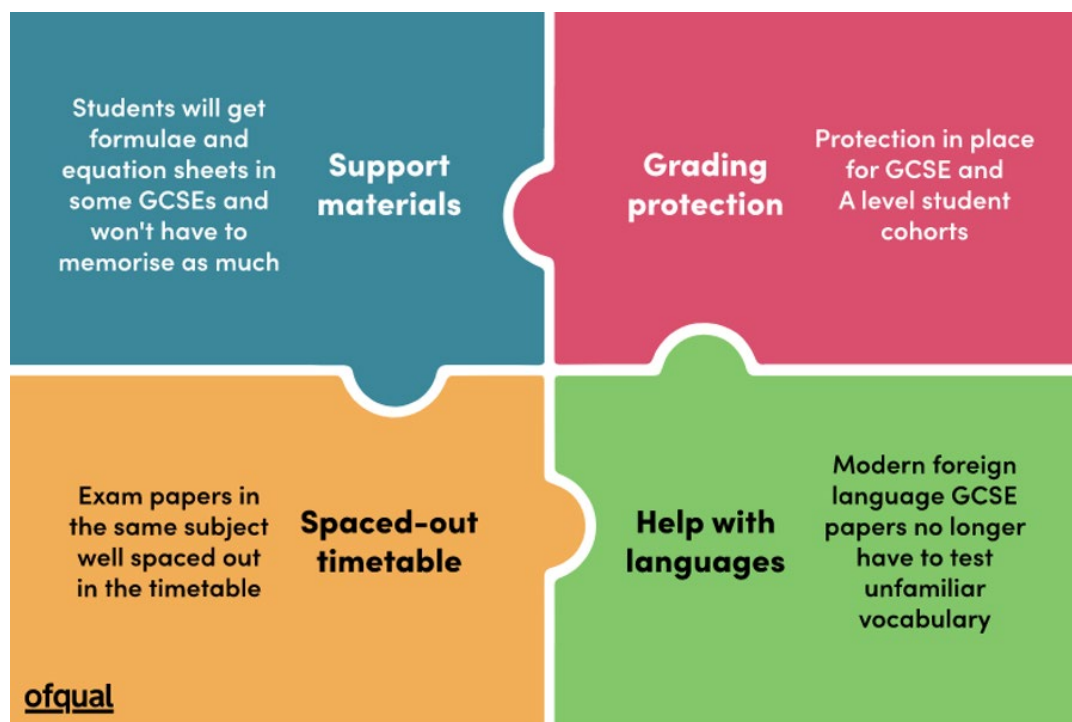 Students will get
formulae and
equation sheets in
some GCSEs and
won't have to
memorise as much
Support
materials
Grading
protection
Protection in place
for GCSE and
A level student
cohorts
Exam papers in
the same subject
well spaced out
in the timetable
Spaced-out
timetable
Help with
languages
Modern foreign
language GCSE
papers no longer
have to test
unfamiliar
vocabulary
ofqual